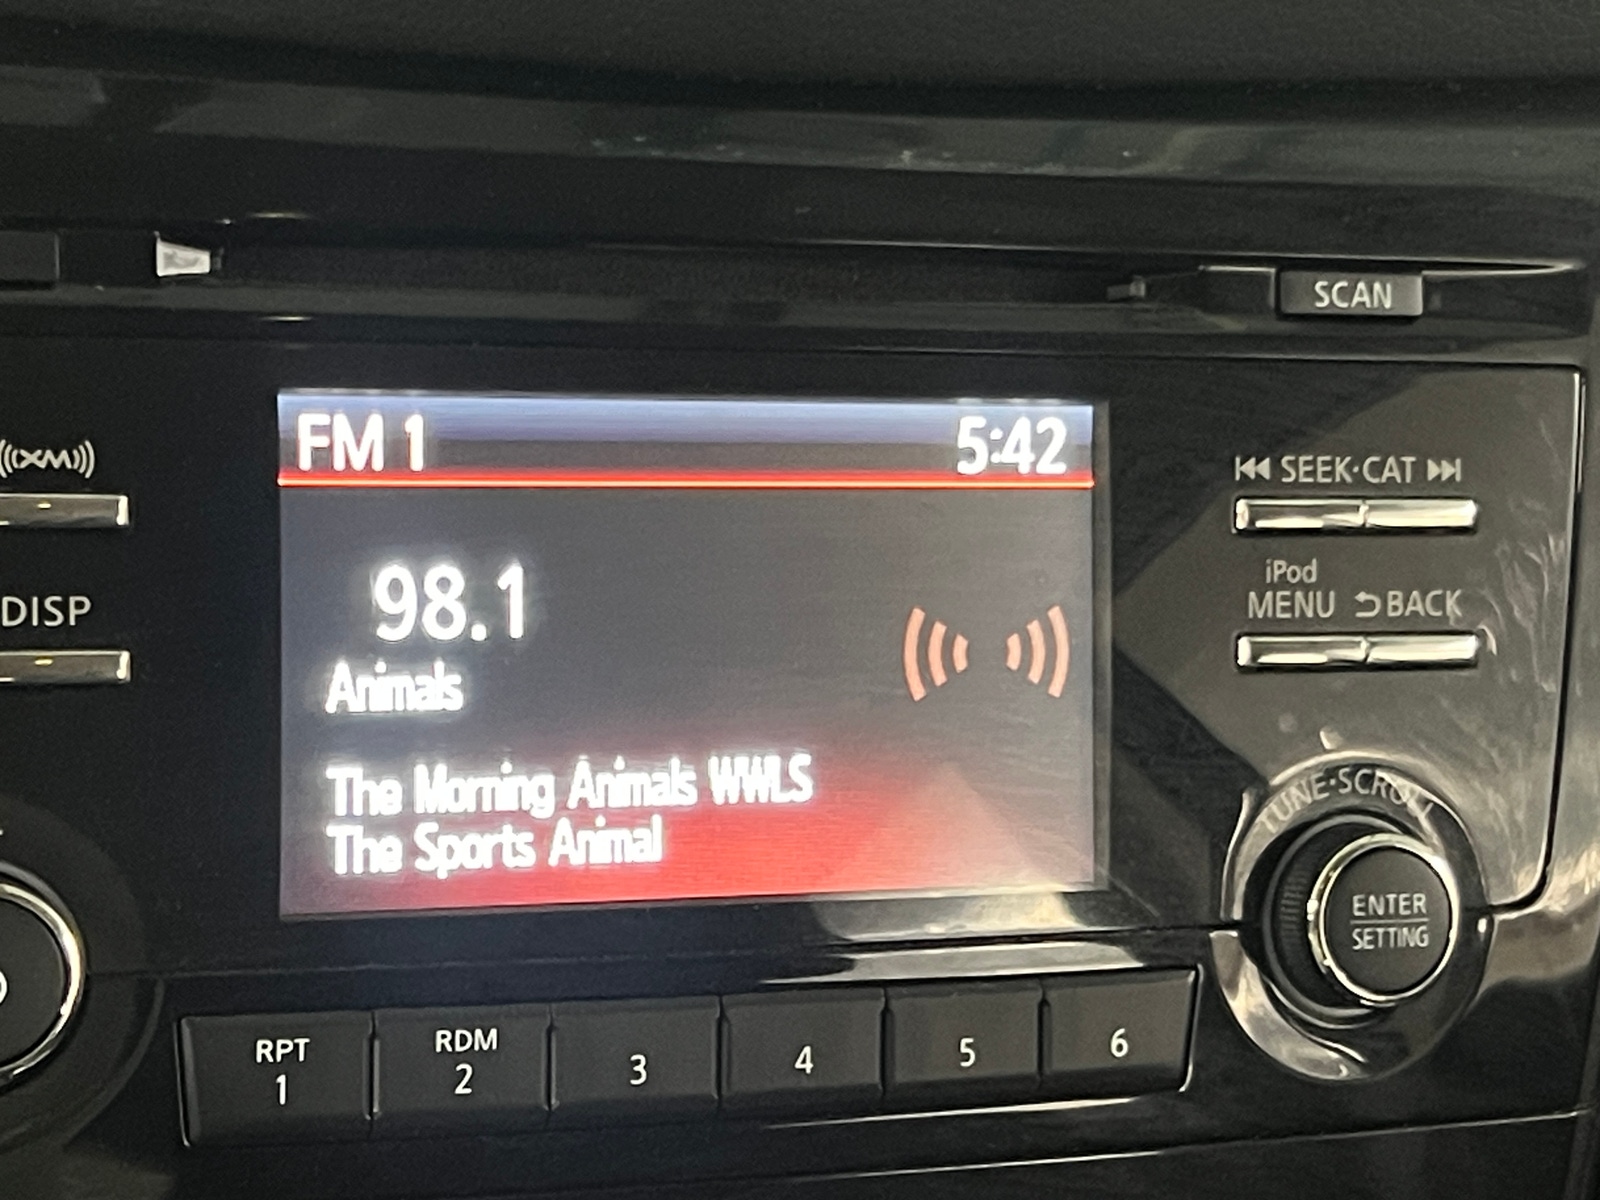 SCAN
((XM))
FM 1 5:42
SEEK·CAT
98.1
iPod
MENU BACK
DISP
Animals
The Morning Animals WWLS
The Sports Animal
TUNE·SCROLL
ENTER
SETTING
RPT
1
RDM
2
3
4
5
6